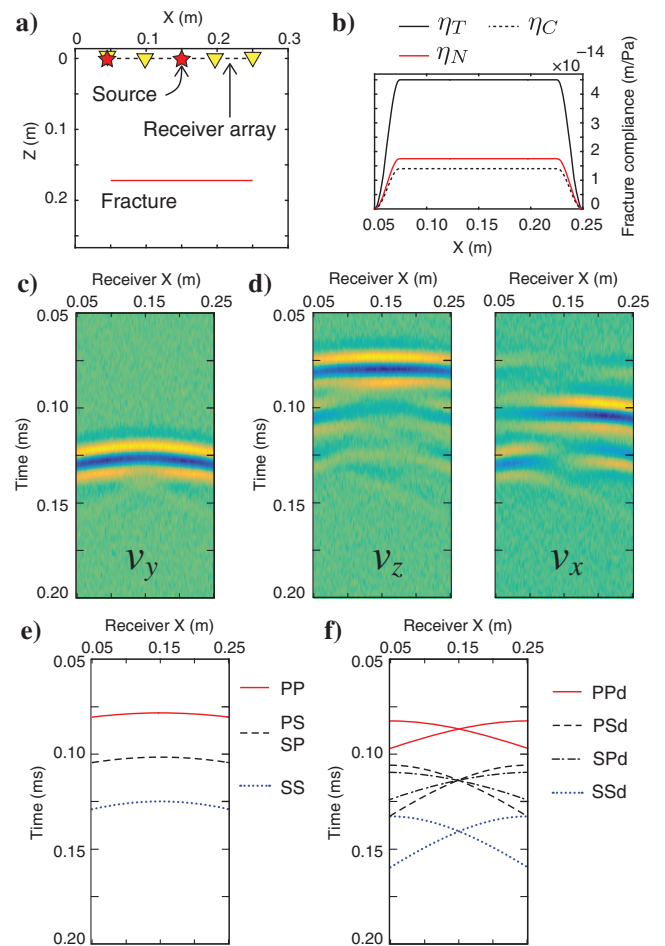 a)
X (m)
0 0.1 0.2 0.3
0
0.1
0.2
Z (m)
Source
Receiver array
Fracture
b)
η_T η_C
η_N
×10⁻¹⁴
4
3
2
1
0
Fracture compliance (m/Pa)
0.05 0.10 0.15 0.20 0.25
X (m)
c)
Receiver X (m)
0.05 0.15 0.25
0.05
0.10
0.15
0.20
Time (ms)
v_y
d)
Receiver X (m)
0.05 0.15 0.25
0.05
0.10
0.15
0.20
Time (ms)
v_z
Receiver X (m)
0.05 0.15 0.25
v_x
e)
Receiver X (m)
0.05 0.15 0.25
0.05
0.10
0.15
0.20
Time (ms)
PP
PS
SP
SS
f)
Receiver X (m)
0.05 0.15 0.25
0.05
0.10
0.15
0.20
Time (ms)
PPd
PSd
SPd
SSd